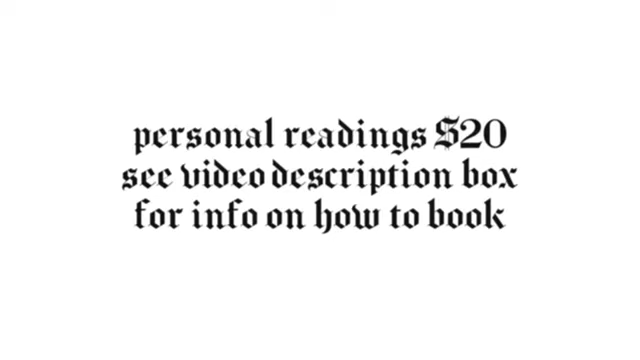 personal readings $20
see video description box
for info on how to book